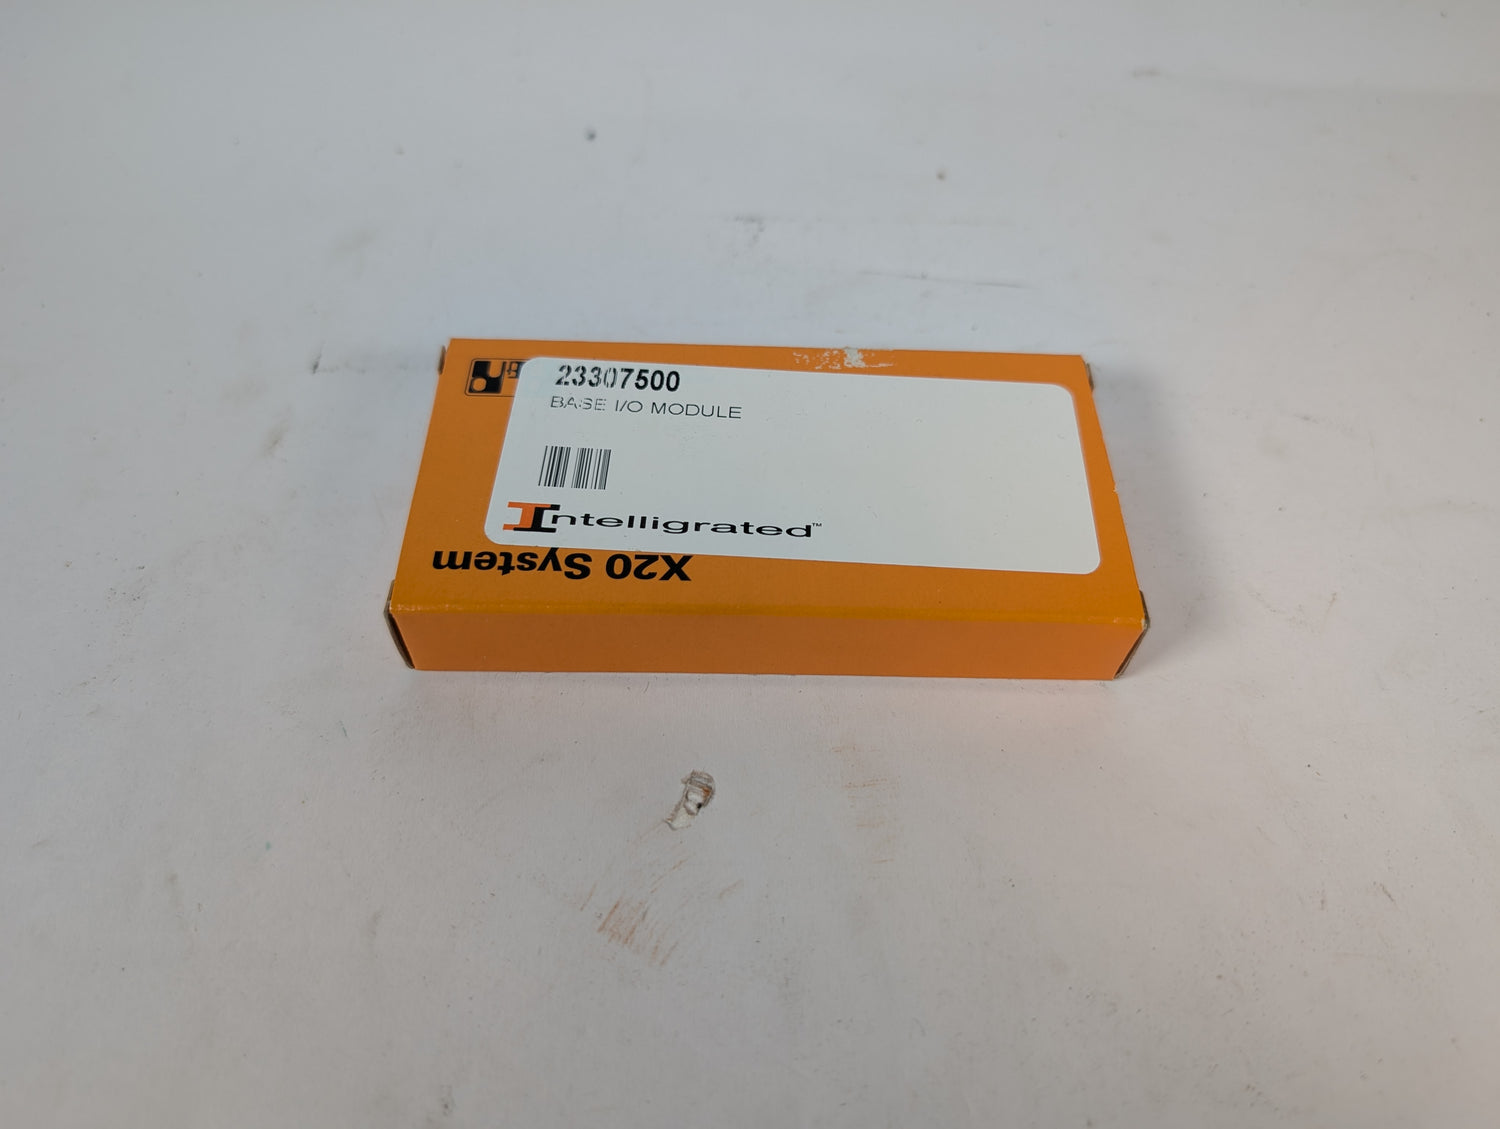 23307500
BASE I/O MODULE
Intelligrated™
X20 System